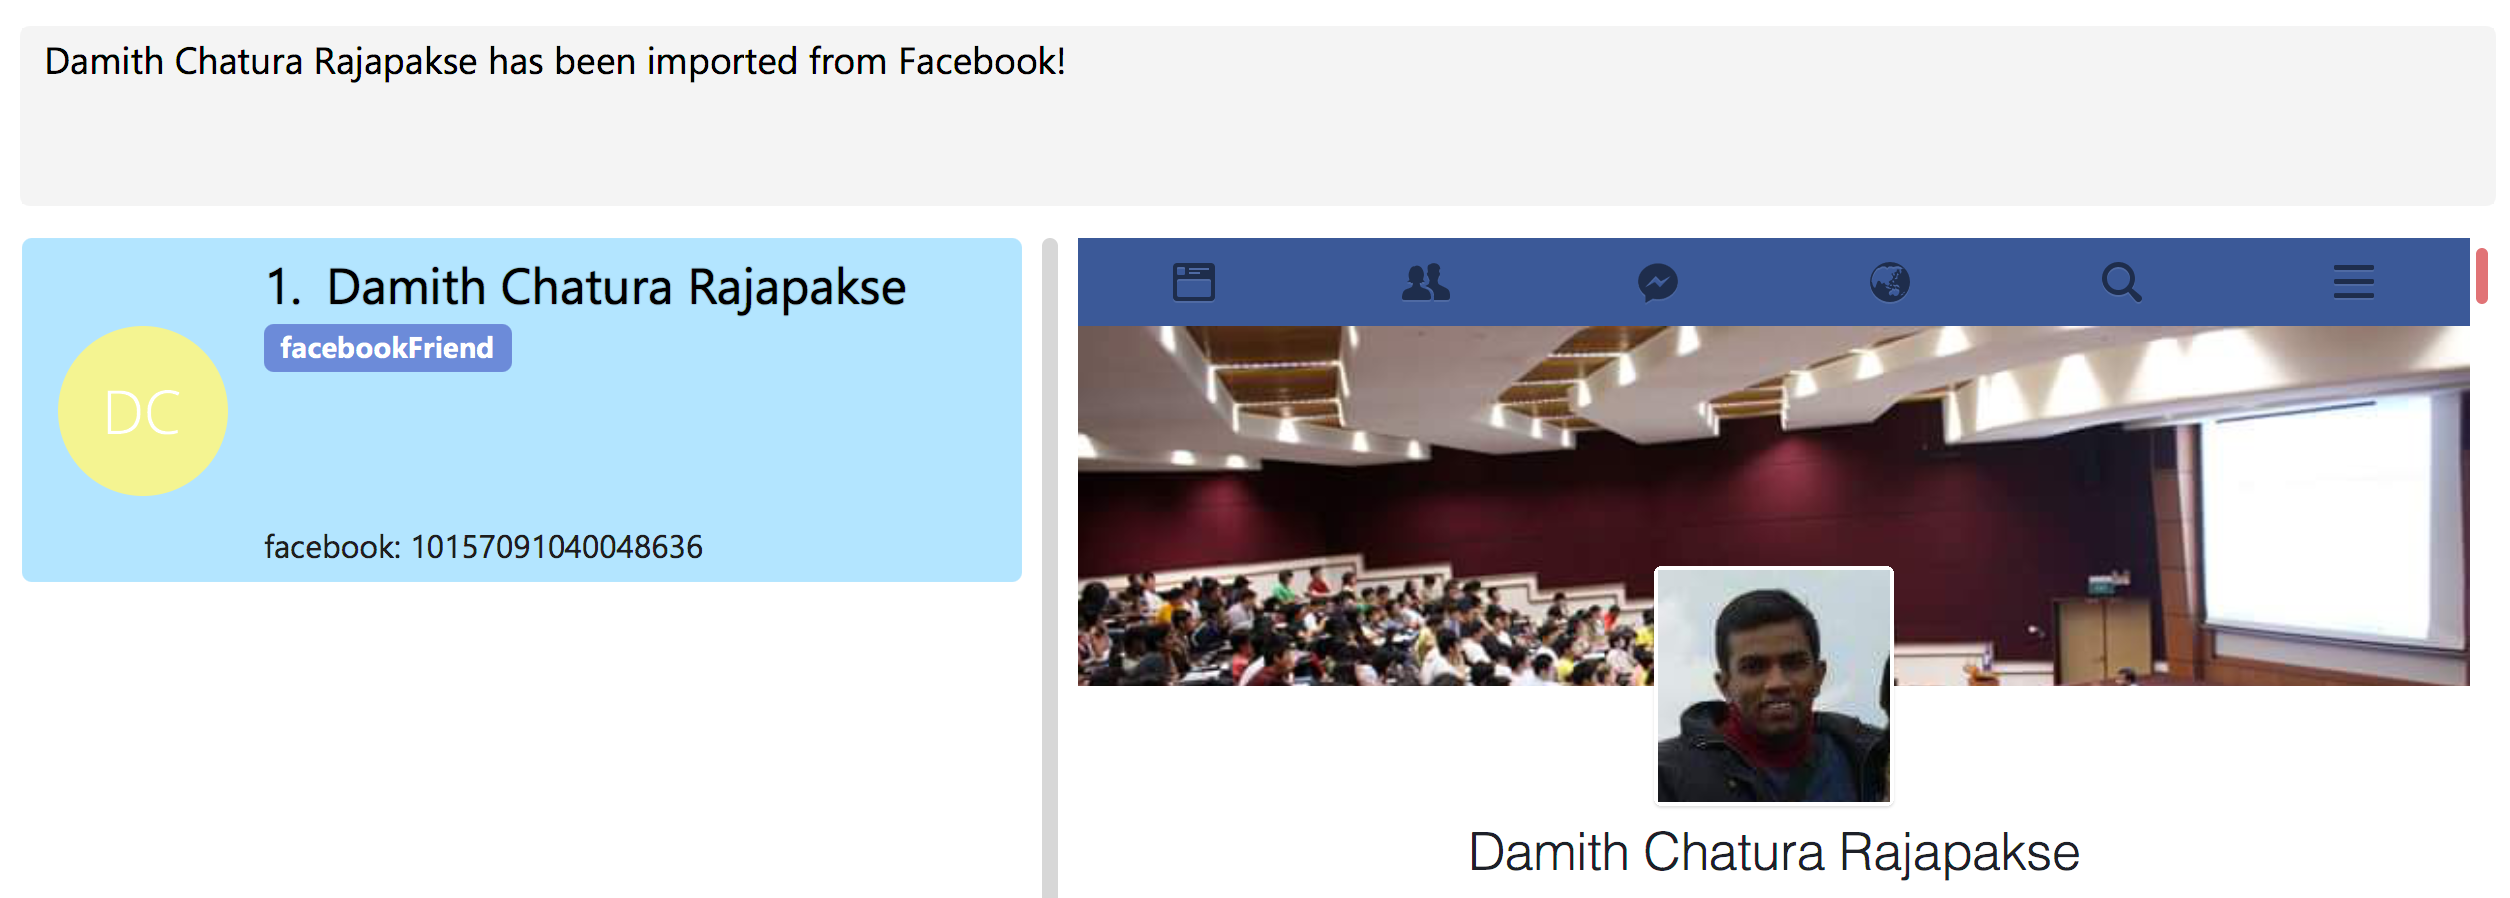 Damith Chatura Rajapakse has been imported from Facebook!
1. Damith Chatura Rajapakse
facebookFriend
DC
facebook: 10157091040048636
Damith Chatura Rajapakse